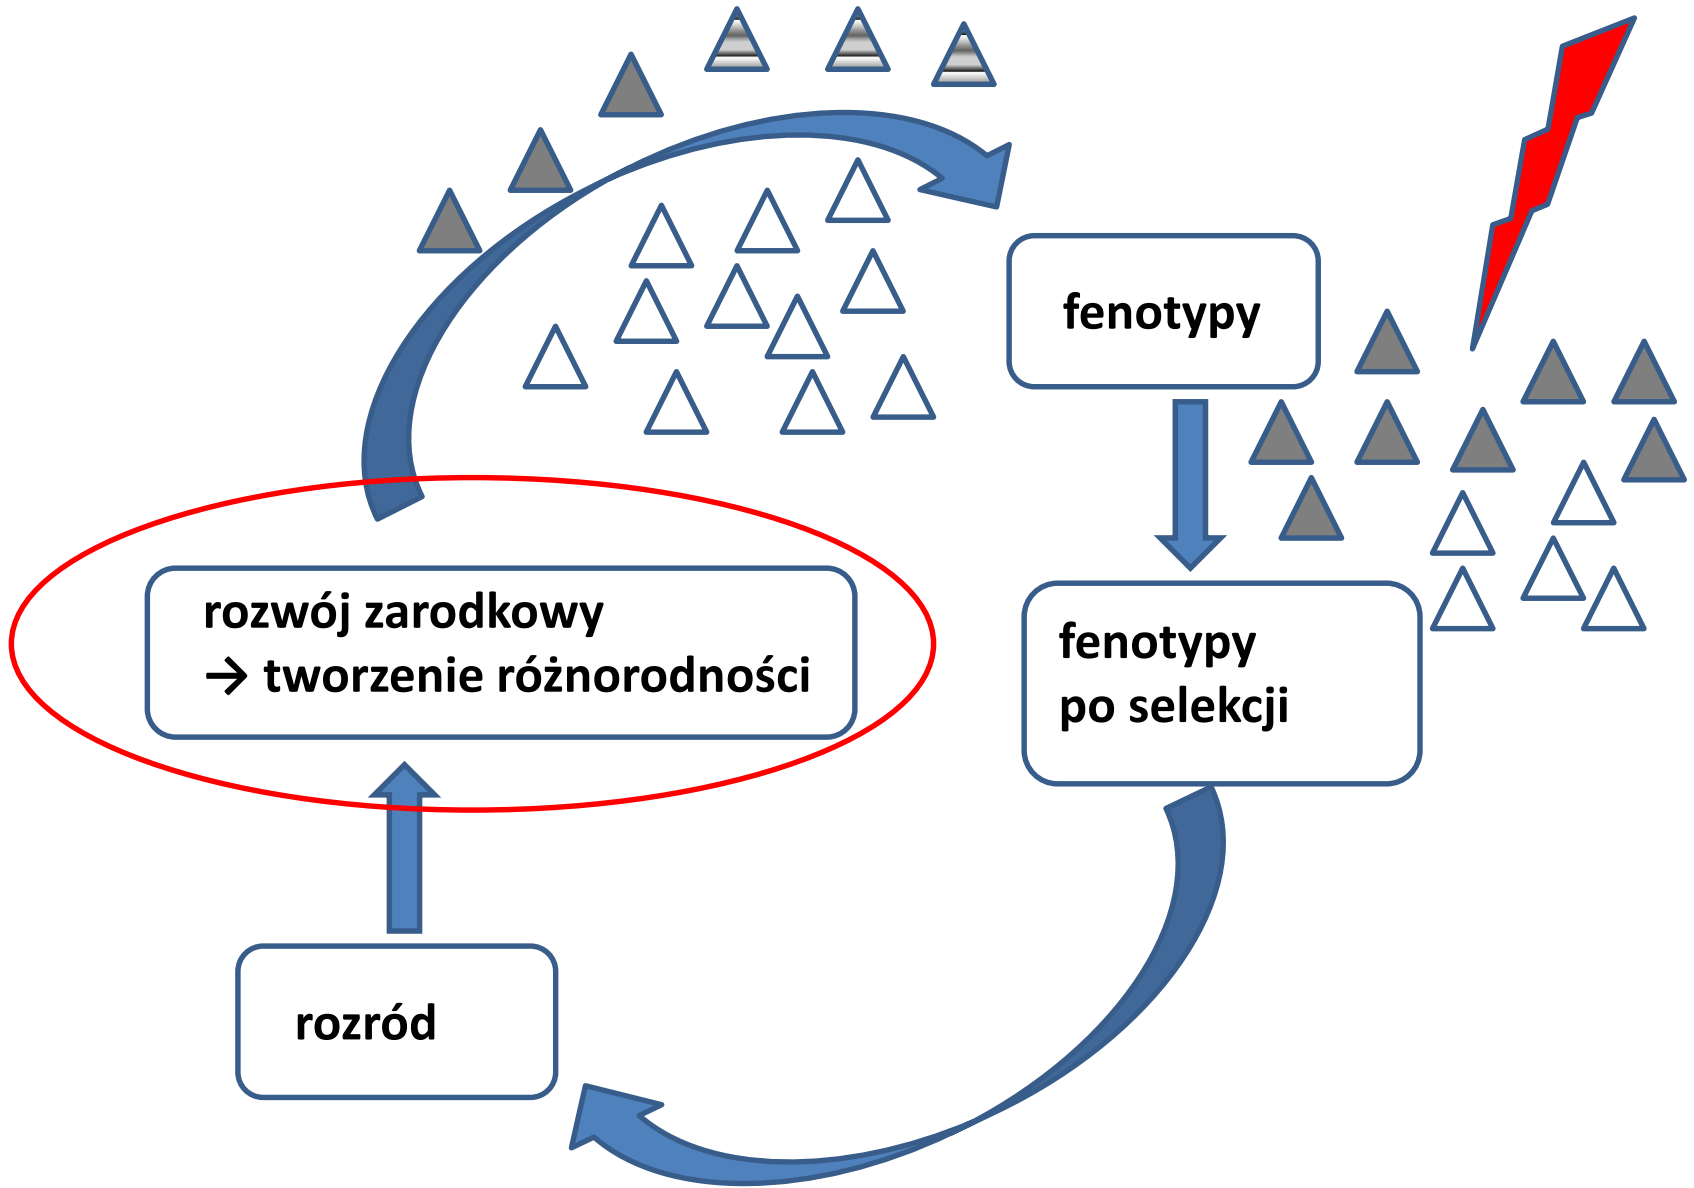 fenotypy
rozwój zarodkowy
→ tworzenie różnorodności
fenotypy
po selekcji
rozród